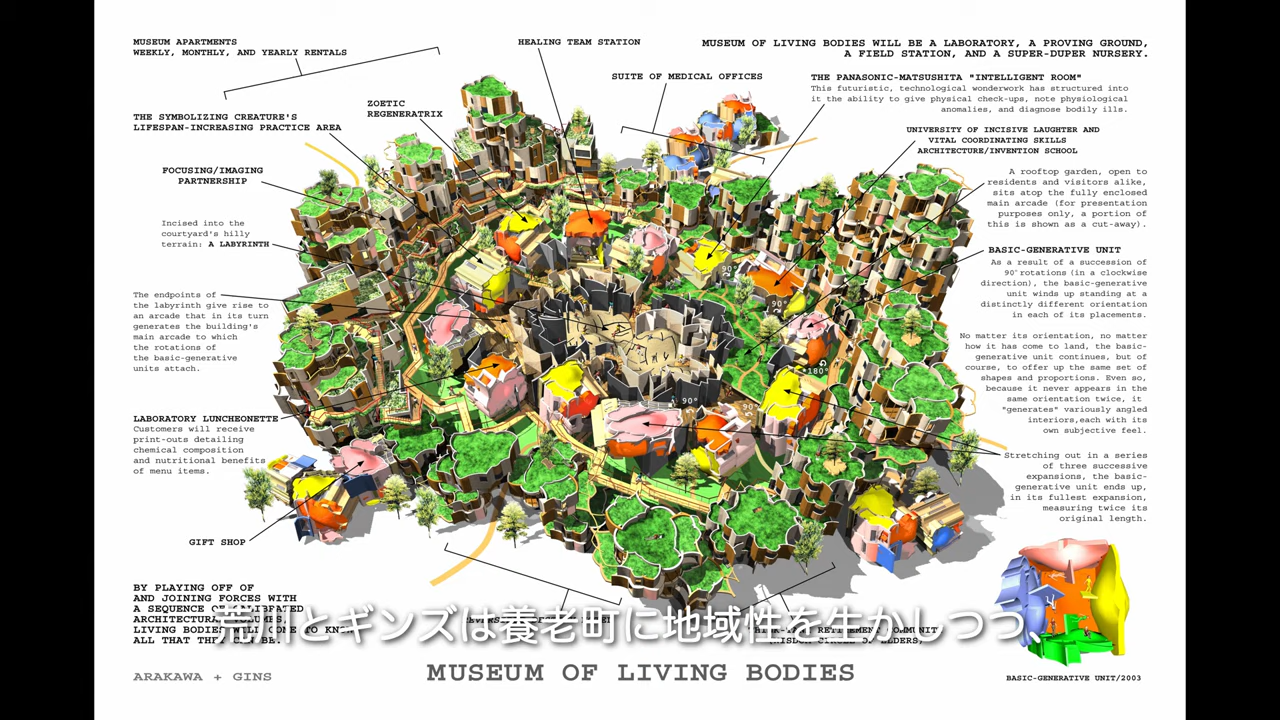 MUSEUM APARTMENTS
WEEKLY, MONTHLY, AND YEARLY RENTALS
HEALING TEAM STATION
MUSEUM OF LIVING BODIES WILL BE A LABORATORY, A PROVING GROUND,
A FIELD STATION, AND A SUPER-DUPER NURSERY.
SUITE OF MEDICAL OFFICES
THE PANASONIC-MATSUSHITA "INTELLIGENT ROOM"
This futuristic, technological wonderwork has structured into
it the ability to give physical check-ups, note physiological
anomalies, and diagnose bodily ills.
ZOETIC
REGENERATRIX
THE SYMBOLIZING CREATURE'S
LIFESPAN-INCREASING PRACTICE AREA
UNIVERSITY OF INCISIVE LAUGHTER AND
VITAL COORDINATING SKILLS
ARCHITECTURE/INVENTION SCHOOL
FOCUSING/IMAGING
PARTNERSHIP
A rooftop garden, open to
residents and visitors alike,
sits atop the fully enclosed
main arcade (for presentation
purposes only, a portion of
this is shown as a cut-away).
Incised into the
courtyard's hilly
terrain: A LABYRINTH
BASIC-GENERATIVE UNIT
As a result of a succession of
90° rotations (in a clockwise
direction), the basic-generative
unit winds up standing at a
distinctly different orientation
in each of its placements.
90°
90°
180°
90°
90°
The endpoints of
the labyrinth give rise to
an arcade that in its turn
generates the building's
main arcade to which
the rotations of
the basic-generative
units attach.
No matter its orientation, no matter
how it has come to land, the basic-
generative unit continues, but of
course, to offer up the same set of
shapes and proportions. Even so,
because it never appears in the
same orientation twice, it
"generates" variously angled
interiors,each with its
own subjective feel.
LABORATORY LUNCHEONETTE
Customers will receive
print-outs detailing
chemical composition
and nutritional benefits
of menu items.
Stretching out in a series
of three successive
expansions, the basic-
generative unit ends up,
in its fullest expansion,
measuring twice its
original length.
GIFT SHOP
BY PLAYING OFF OF
AND JOINING FORCES WITH
A SEQUENCE OF CALIBRATED
ARCHITECTURAL VOLUMES,
LIVING BODIES WILL COME TO KNOW
ALL THAT THEY CAN BE.
荒川とギンズは養老町に地域性を生かしつつ、
ARAKAWA + GINS
MUSEUM OF LIVING BODIES
BASIC-GENERATIVE UNIT/2003